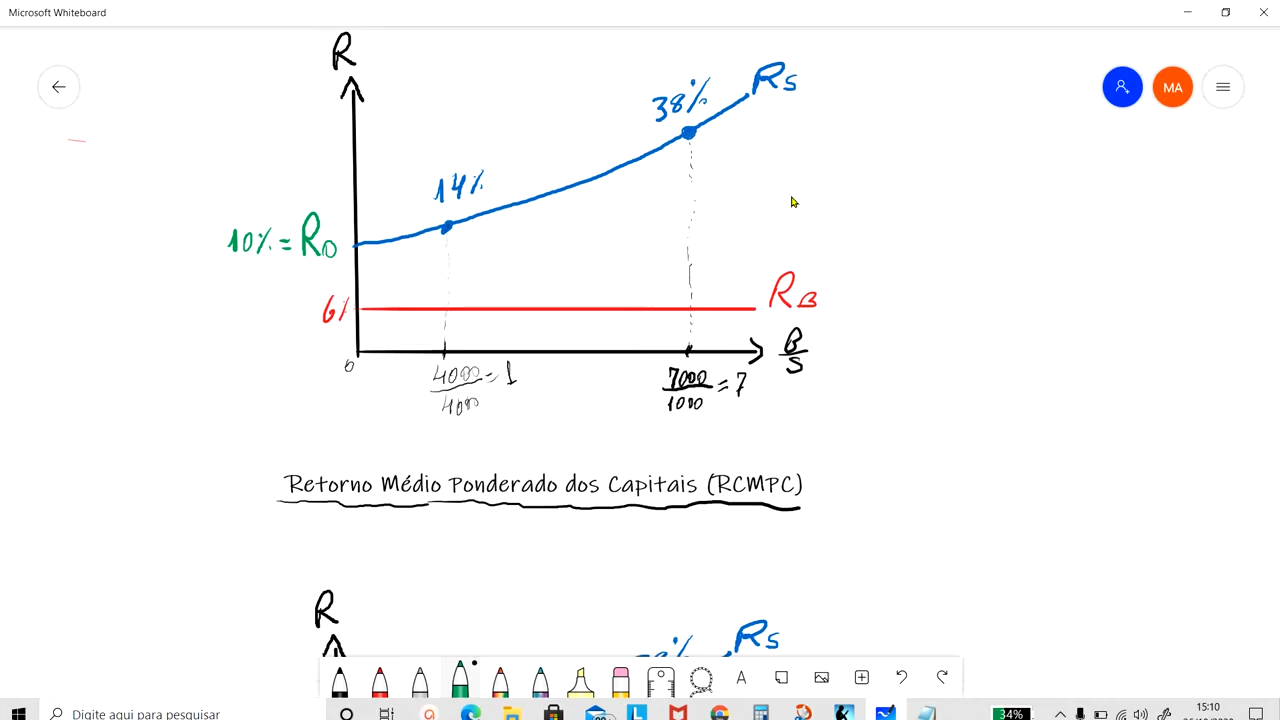 Microsoft Whiteboard
R
MA
38%
RS
14%
10% = R0
6%
RB
B
S
0
4000 = 1
4000
7000 = 7
1000
Retorno Médio Ponderado dos Capitais (RCMPC)
R
RS
Digite aqui para pesquisar
34%
15:10